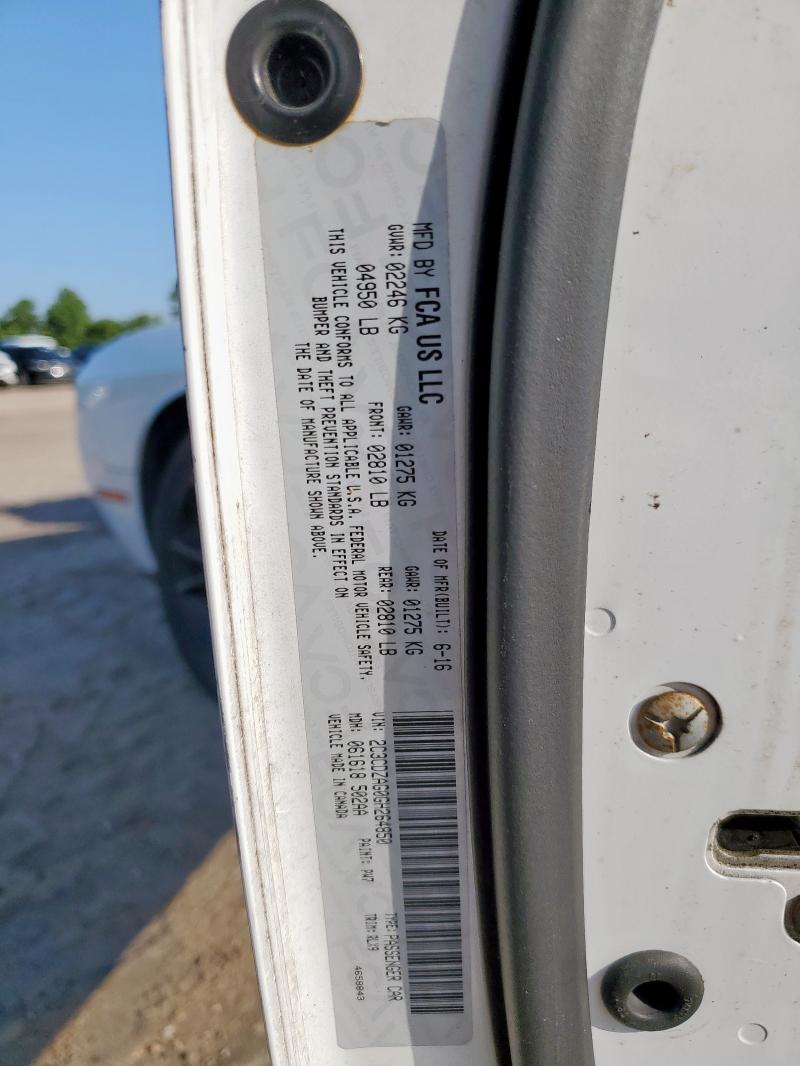 MFD BY FCA US LLC
DATE OF MFR(BUILT): 6-16
GVWR: 02246 KG GAWR: 01275 KG GAWR: 01275 KG
04950 LB FRONT: 02810 LB REAR: 02810 LB
THIS VEHICLE CONFORMS TO ALL APPLICABLE U.S.A. FEDERAL MOTOR VEHICLE SAFETY,
BUMPER AND THEFT PREVENTION STANDARDS IN EFFECT ON
THE DATE OF MANUFACTURE SHOWN ABOVE.
VIN: 2C3CDZAG0GH264850 TYPE: PASSENGER CAR
MDH: 061618 502AA PAINT: PW7 TRIM: RLX9
VEHICLE MADE IN CANADA 4658843